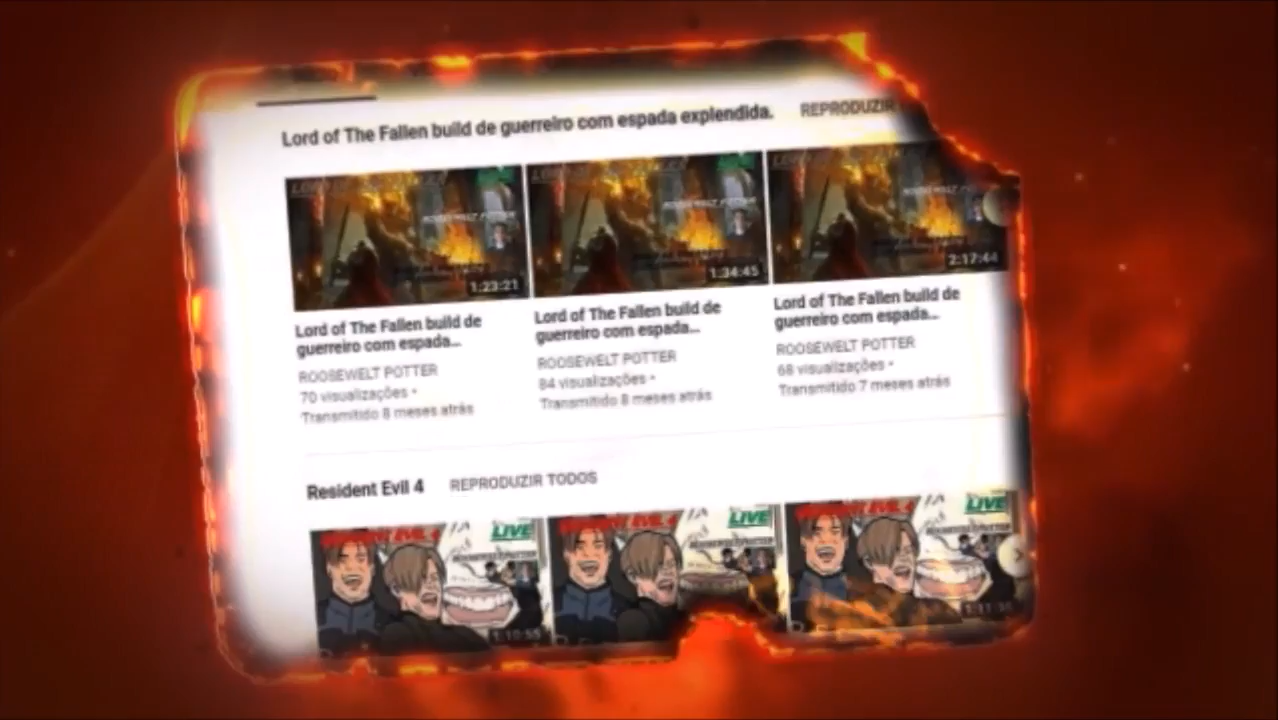 Lord of The Fallen build de guerreiro com espada explendida. REPRODUZIR
1:23:21
1:34:45
2:17:44
Lord of The Fallen build de
guerreiro com espada...
ROOSEWELT POTTER
70 visualizações •
Transmitido 8 meses atrás
Lord of The Fallen build de
guerreiro com espada...
ROOSEWELT POTTER
84 visualizações •
Transmitido 8 meses atrás
Lord of The Fallen build de
guerreiro com espada...
ROOSEWELT POTTER
68 visualizações •
Transmitido 7 meses atrás
Resident Evil 4 REPRODUZIR TODOS
LIVE
LIVE
LIVE
1:10:55